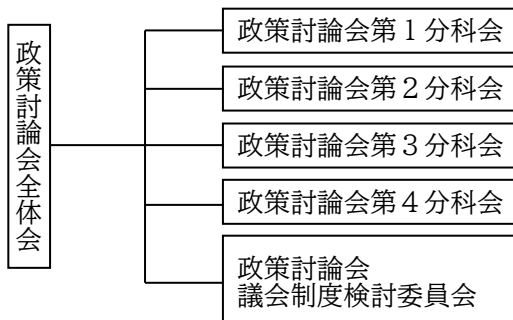 政策討論会全体会
政策討論会第１分科会
政策討論会第２分科会
政策討論会第３分科会
政策討論会第４分科会
政策討論会
議会制度検討委員会